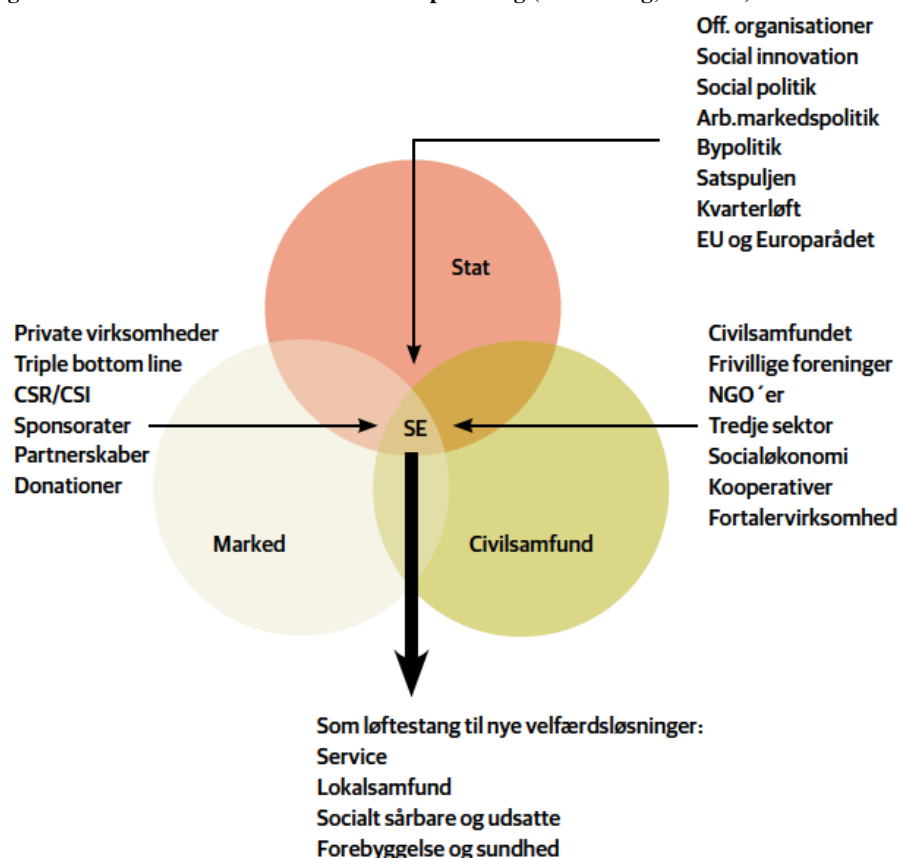 Off. organisationer
Social innovation
Social politik
Arb.markedspolitik
Bypolitik
Satspuljen
Kvarterløft
EU og Europarådet
Stat
Private virksomheder
Triple bottom line
CSR/CSI
Sponsorater
Partnerskaber
Donationer
SE
Civilsamfundet
Frivillige foreninger
NGO´er
Tredje sektor
Socialøkonomi
Kooperativer
Fortalervirksomhed
Marked
Civilsamfund
Som løftestang til nye velfærdsløsninger:
Service
Lokalsamfund
Socialt sårbare og udsatte
Forebyggelse og sundhed